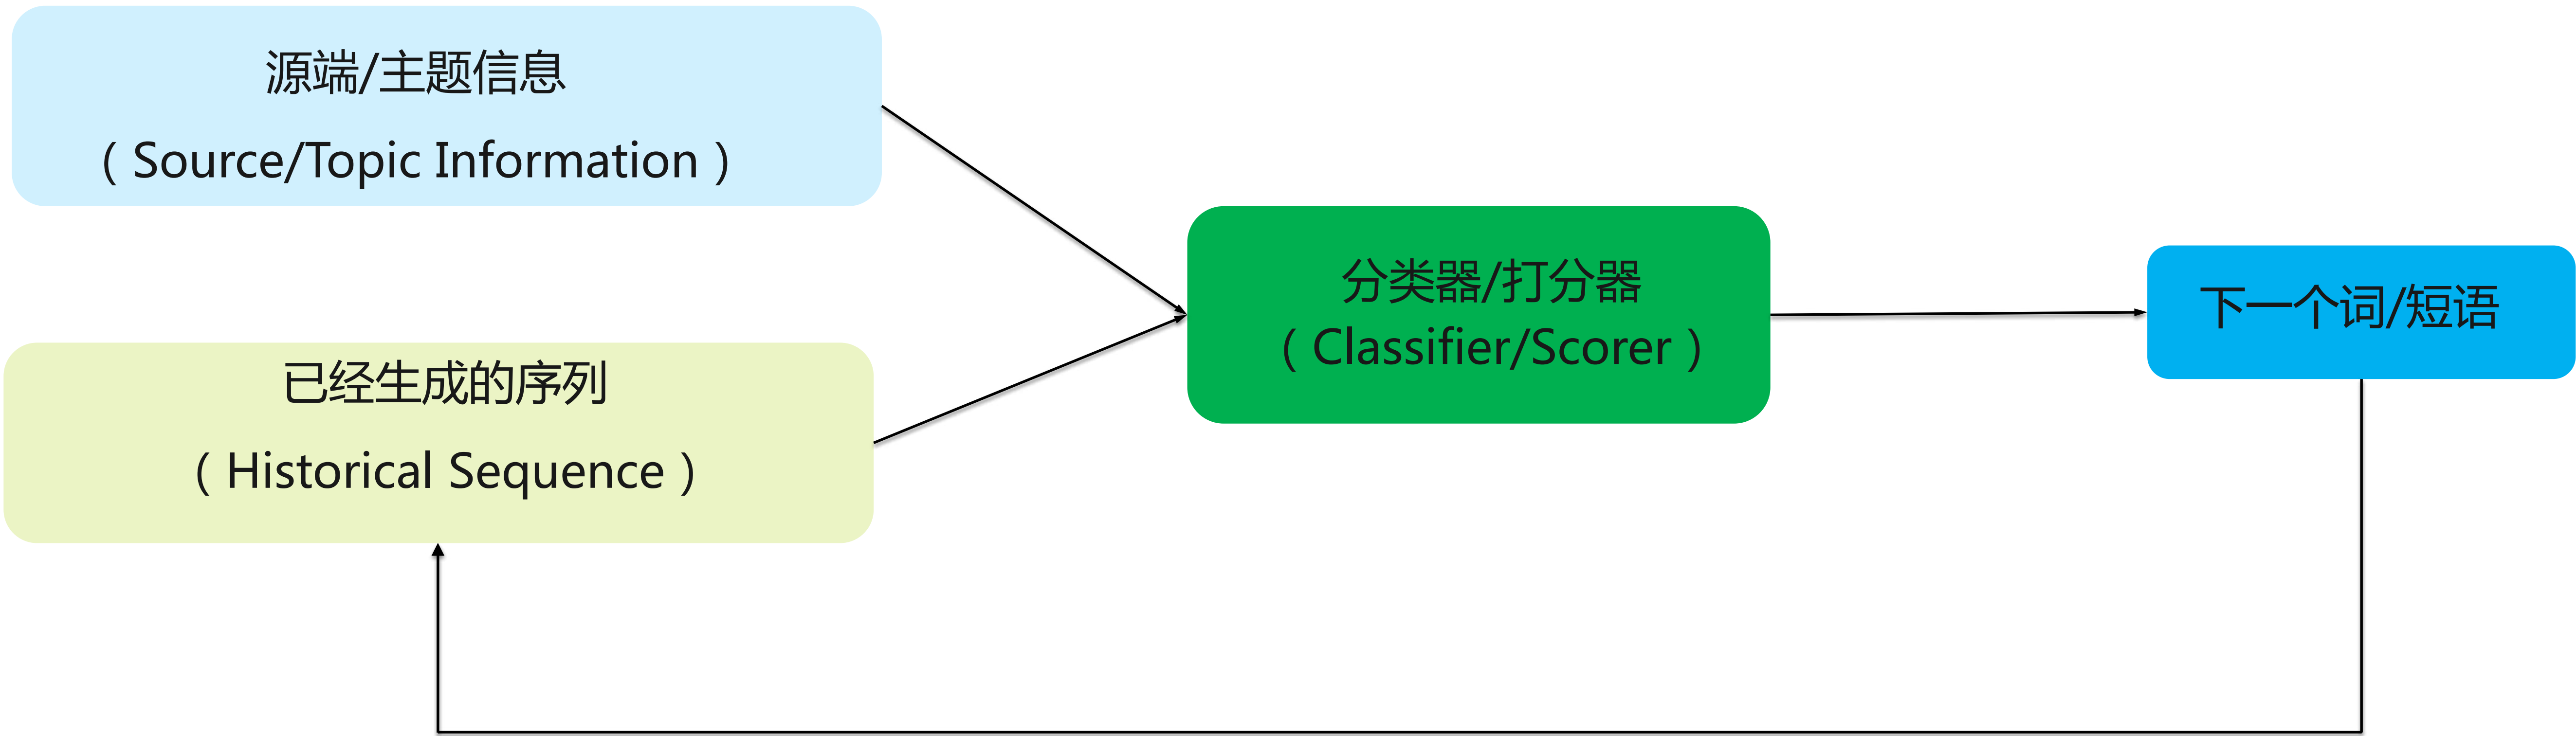 源端/主题信息
（Source/Topic Information）
已经生成的序列
（Historical Sequence）
分类器/打分器
（Classifier/Scorer）
下一个词/短语